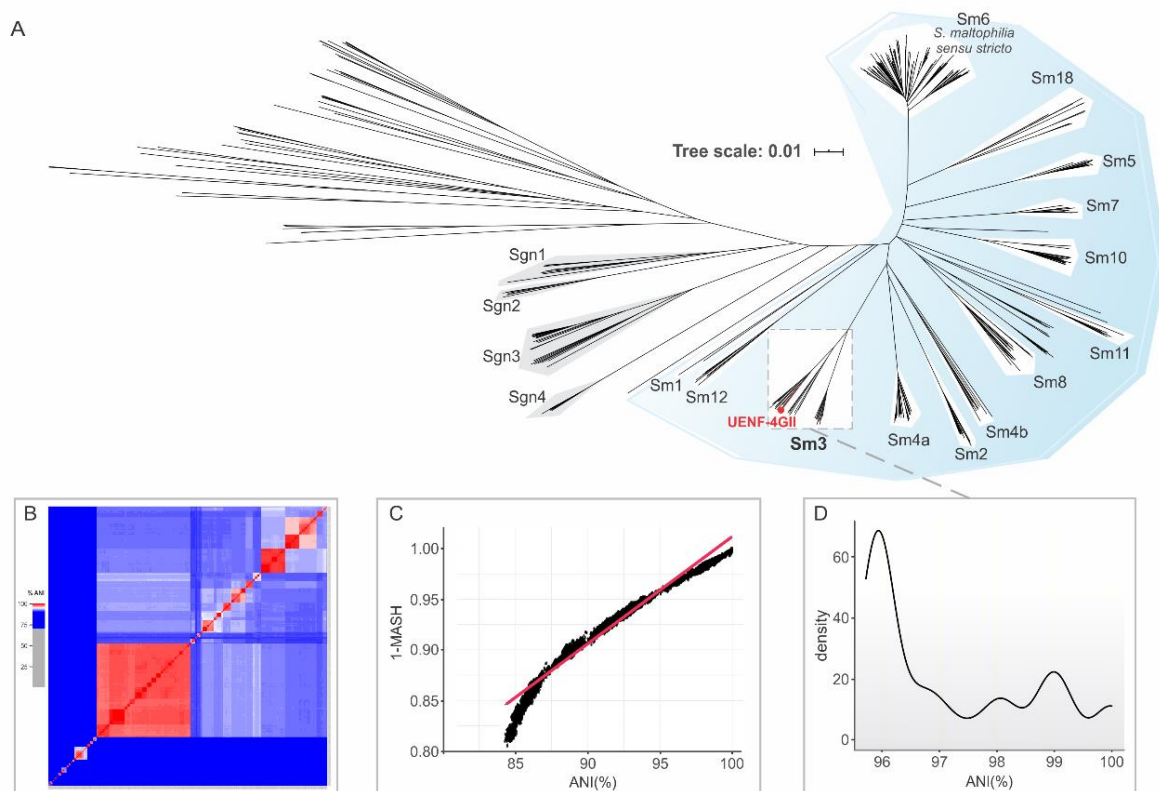 A
Sm6
S. maltophilia
sensu stricto
Sm18
Tree scale: 0.01
Sm5
Sm7
Sm10
Sgn1
Sgn2
Sgn3
Sgn4
Sm1
Sm12
UENF-4GII
Sm3
Sm4a
Sm2
Sm4b
Sm8
Sm11
B
% ANI
100
75
50
25
C
1-MASH
1.00
0.95
0.90
0.85
0.80
85 90 95 100
ANI(%)
D
density
60
40
20
0
96 97 98 99 100
ANI(%)